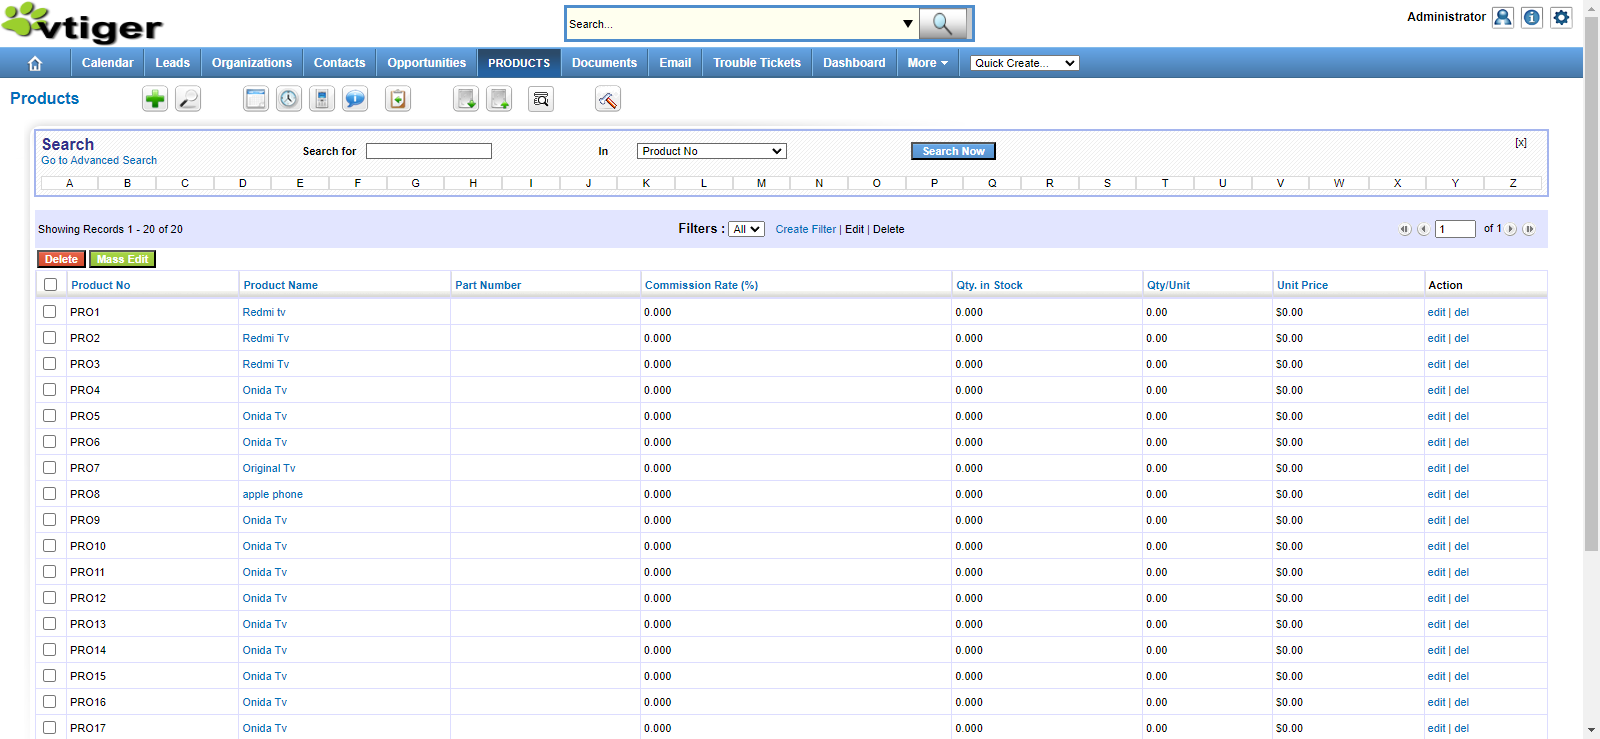 vtiger
Search...
Administrator
Calendar Leads Organizations Contacts Opportunities PRODUCTS Documents Email Trouble Tickets Dashboard More Quick Create...
Products
Search
Go to Advanced Search
Search for In Product No Search Now [x]
A B C D E F G H I J K L M N O P Q R S T U V W X Y Z
Showing Records 1 - 20 of 20 Filters : All Create Filter | Edit | Delete 1 of 1
Delete Mass Edit
Product No Product Name Part Number Commission Rate (%) Qty. in Stock Qty/Unit Unit Price Action
PRO1 Redmi tv 0.000 0.000 0.00 $0.00 edit | del
PRO2 Redmi Tv 0.000 0.000 0.00 $0.00 edit | del
PRO3 Redmi Tv 0.000 0.000 0.00 $0.00 edit | del
PRO4 Onida Tv 0.000 0.000 0.00 $0.00 edit | del
PRO5 Onida Tv 0.000 0.000 0.00 $0.00 edit | del
PRO6 Onida Tv 0.000 0.000 0.00 $0.00 edit | del
PRO7 Original Tv 0.000 0.000 0.00 $0.00 edit | del
PRO8 apple phone 0.000 0.000 0.00 $0.00 edit | del
PRO9 Onida Tv 0.000 0.000 0.00 $0.00 edit | del
PRO10 Onida Tv 0.000 0.000 0.00 $0.00 edit | del
PRO11 Onida Tv 0.000 0.000 0.00 $0.00 edit | del
PRO12 Onida Tv 0.000 0.000 0.00 $0.00 edit | del
PRO13 Onida Tv 0.000 0.000 0.00 $0.00 edit | del
PRO14 Onida Tv 0.000 0.000 0.00 $0.00 edit | del
PRO15 Onida Tv 0.000 0.000 0.00 $0.00 edit | del
PRO16 Onida Tv 0.000 0.000 0.00 $0.00 edit | del
PRO17 Onida Tv 0.000 0.000 0.00 $0.00 edit | del